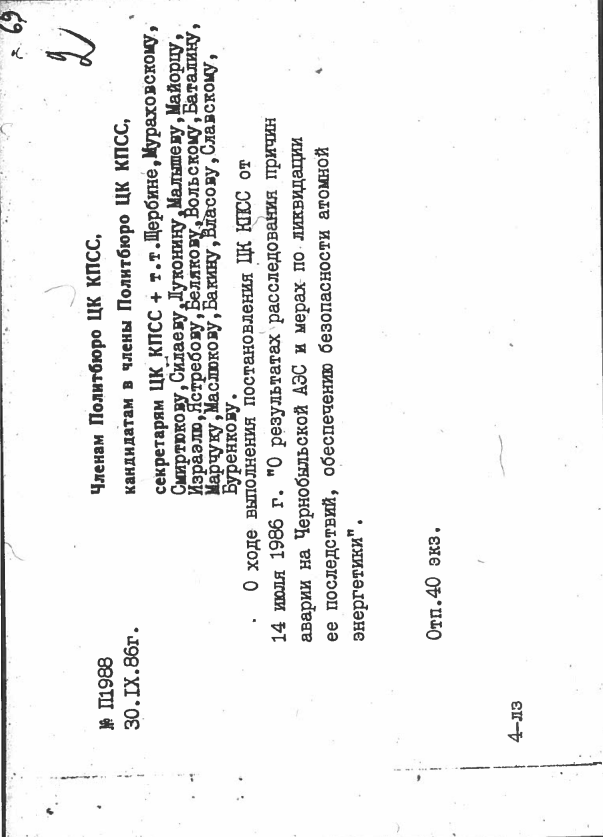 № П1988
30.IX.86г.
Членам Политбюро ЦК КПСС,
кандидатам в члены Политбюро ЦК КПСС,
секретарям ЦК КПСС + т.т.Щербине,Мураховскому,
Смиртюкову,Силаеву,Луконину,Малышеву,Майорцу,
Израэлю,Ястребову,Велякову,Вольскому,Баталину,
Марчуку,Маслюкову,Бакину,Власову,Славскому,
Буренкову.
О ходе выполнения постановления ЦК КПСС от
14 июля 1986 г. "О результатах расследования причин
аварии на Чернобыльской АЭС и мерах по ликвидации
ее последствий, обеспечению безопасности атомной
энергетики".
Отп.40 экз.
4-лз
2